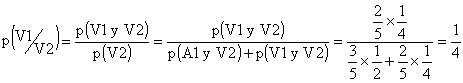 p(V1/V2) = p(V1 y V2)/p(V2) = p(V1 y V2)/(p(A1 y V2)+p(V1 y V2)) = (2/5 × 1/4)/(3/5 × 1/2 + 2/5 × 1/4) = 1/4